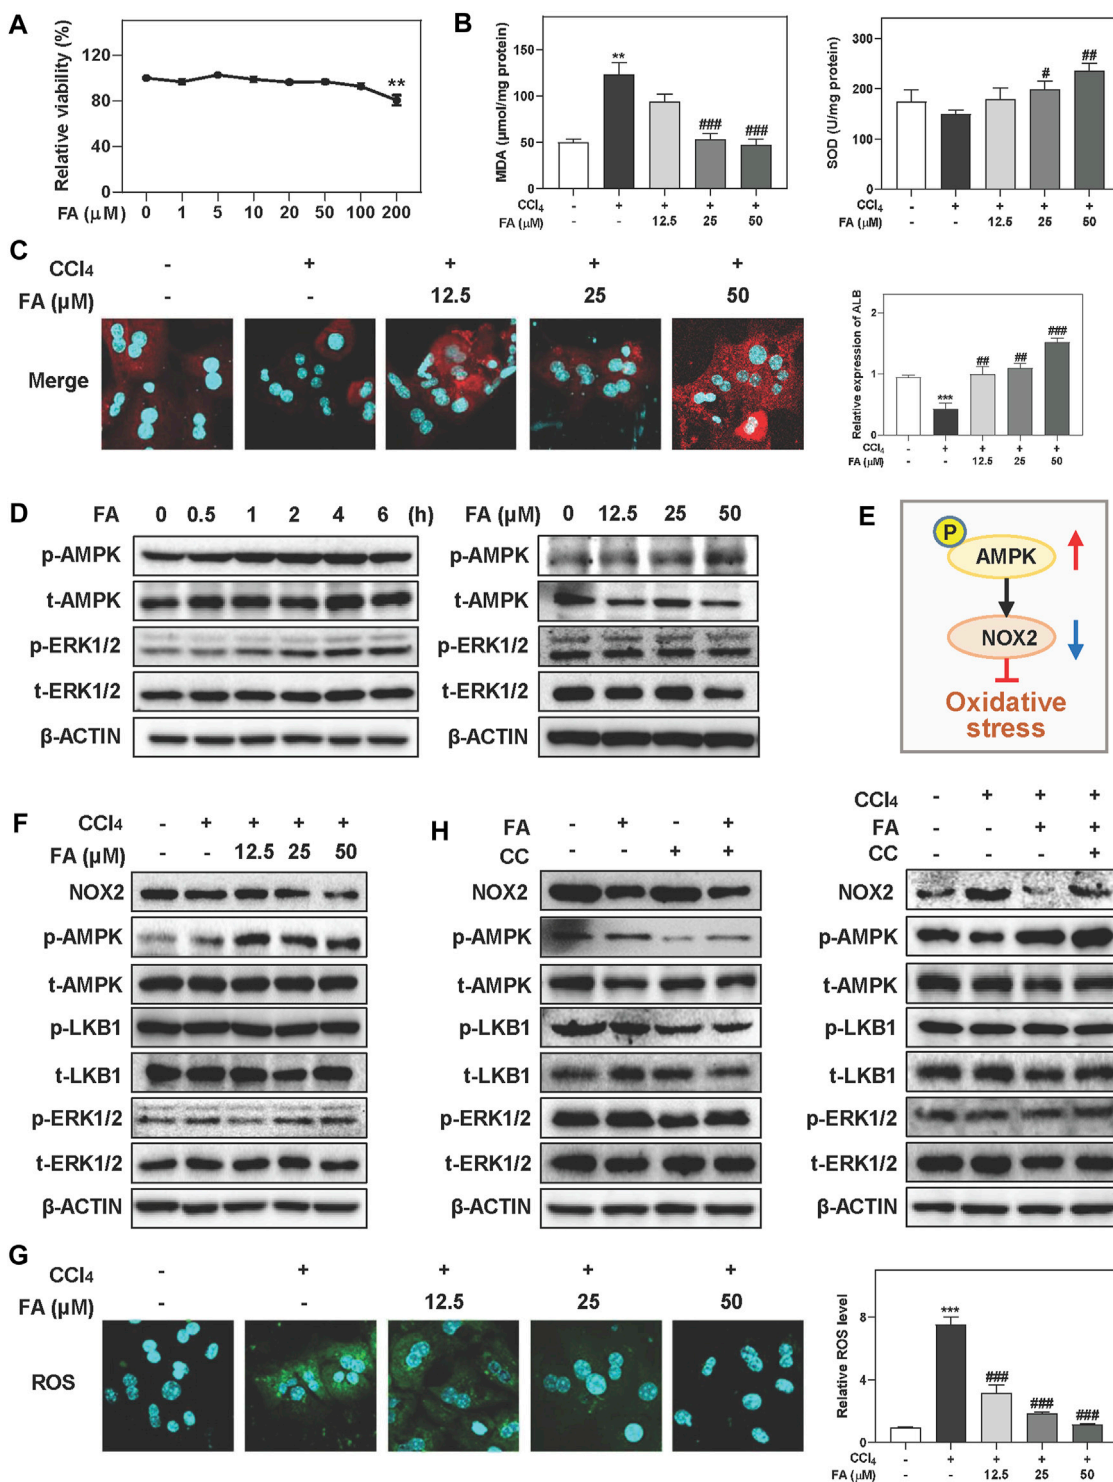 A
Relative viability (%)
120
80
40
0
FA (μM) 0 1 5 10 20 50 100 200
**
B
MDA (μmol/mg protein)
150
100
50
0
**
###
###
CCl₄ - + + + +
FA (μM) - - 12.5 25 50
SOD (U/mg protein)
300
200
100
0
#
##
CCl₄ - + + + +
FA (μM) - - 12.5 25 50
C
CCl₄ - + + + +
FA (μM) - - 12.5 25 50
Merge
Relative expression of ALB
2
1
0
***
##
##
###
CCl₄ - + + + +
FA (μM) - - 12.5 25 50
D
FA 0 0.5 1 2 4 6 (h)
p-AMPK
t-AMPK
p-ERK1/2
t-ERK1/2
β-ACTIN
FA (μM) 0 12.5 25 50
p-AMPK
t-AMPK
p-ERK1/2
t-ERK1/2
β-ACTIN
E
P
AMPK
NOX2
Oxidative
stress
F
CCl₄ - + + + +
FA (μM) - - 12.5 25 50
NOX2
p-AMPK
t-AMPK
p-LKB1
t-LKB1
p-ERK1/2
t-ERK1/2
β-ACTIN
H
FA - + - +
CC - - + +
NOX2
p-AMPK
t-AMPK
p-LKB1
t-LKB1
p-ERK1/2
t-ERK1/2
β-ACTIN
CCl₄ - + + +
FA - - + +
CC - - - +
NOX2
p-AMPK
t-AMPK
p-LKB1
t-LKB1
p-ERK1/2
t-ERK1/2
β-ACTIN
G
CCl₄ - + + + +
FA (μM) - - 12.5 25 50
ROS
Relative ROS level
8
4
0
***
###
###
###
CCl₄ - + + + +
FA (μM) - - 12.5 25 50